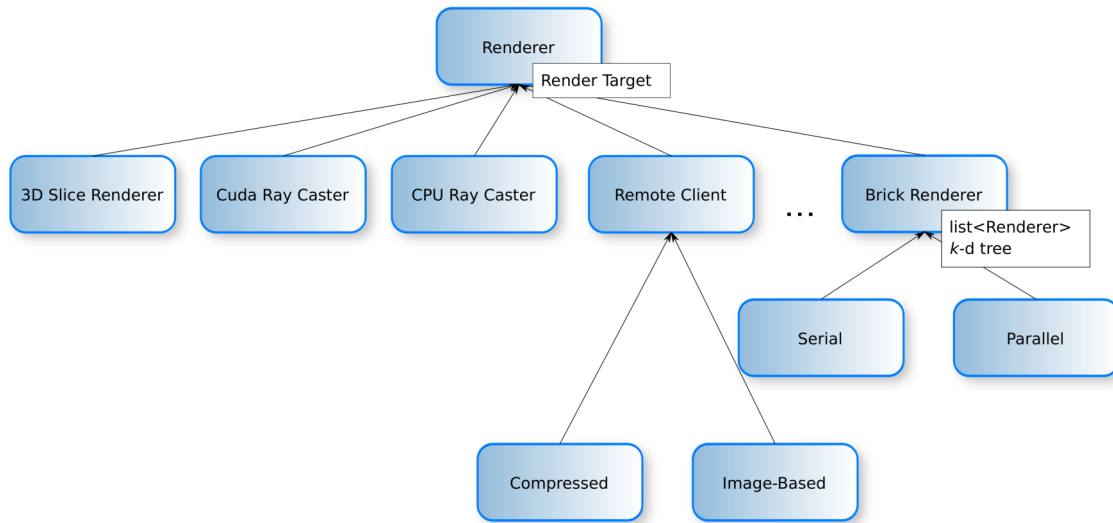 Renderer
Render Target
3D Slice Renderer
Cuda Ray Caster
CPU Ray Caster
Remote Client
...
Brick Renderer
list<Renderer>
k-d tree
Serial
Parallel
Compressed
Image-Based